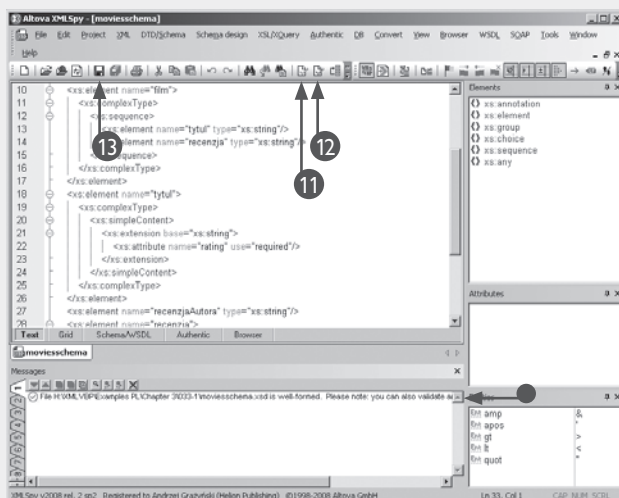 Altova XMLSpy - [moviesschema]
File Edit Project XML DTD/Schema Schema design XSL/XQuery Authentic DB Convert View Browser WSDL SOAP Tools Window
Help
10 <xs:element name="film">
11 <xs:complexType>
12 <xs:sequence>
13 <xs:element name="tytul" type="xs:string"/>
14 element name="recenzja" type="xs:string"/>
15 sequence>
16 </xs:complexType>
17 </xs:element>
18 <xs:element name="tytul">
19 <xs:complexType>
20 <xs:simpleContent>
21 <xs:extension base="xs:string">
22 <xs:attribute name="rating" use="required"/>
23 </xs:extension>
24 </xs:simpleContent>
25 </xs:complexType>
26 </xs:element>
27 <xs:element name="recenzjaAutora" type="xs:string"/>
28 <xs:element name="recenzja">
13
11
12
Text Grid Schema/WSDL Authentic Browser
moviesschema
Elements
xs:annotation
xs:element
xs:group
xs:choice
xs:sequence
xs:any
Attributes
Ent amp &
Ent apos '
Ent gt >
Ent lt <
Ent quot "
Messages
File H:\XMLVBP\Examples PL\Chapter 3\033-1\moviesschema.xsd is well-formed. Please note: you can also validate
XMLSpy v2008 rel. 2 sp2 Registered to Andrzej Grażyński (Helion Publishing) ©1998-2008 Altova GmbH Ln 33, Col 1 CAP NUM SCRL